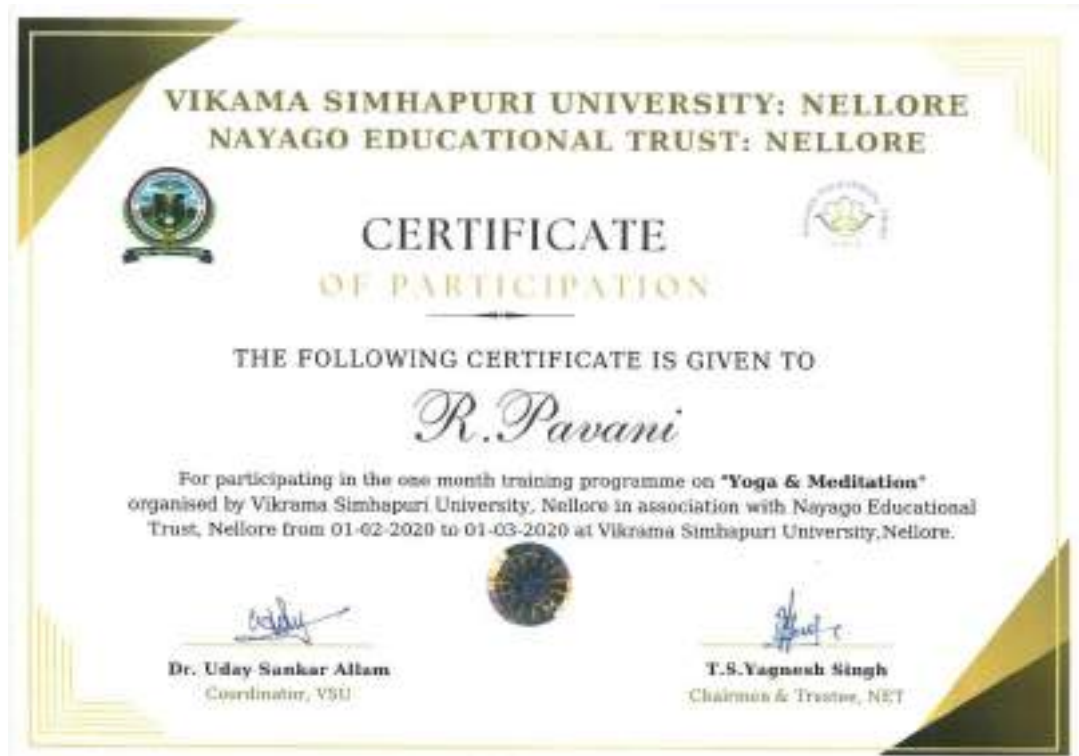 VIKAMA SIMHAPURI UNIVERSITY: NELLORE
NAYAGO EDUCATIONAL TRUST: NELLORE
CERTIFICATE
OF PARTICIPATION
THE FOLLOWING CERTIFICATE IS GIVEN TO
R.Pavani
For participating in the one month training programme on "Yoga & Meditation"
organised by Vikrama Simhapuri University, Nellore in association with Nayago Educational
Trust, Nellore from 01-02-2020 to 01-03-2020 at Vikrama Simhapuri University,Nellore.
Dr. Uday Sankar Allam
T.S.Yagnesh Singh
Coordinator, VSU
Chairmen & Trustee, NET